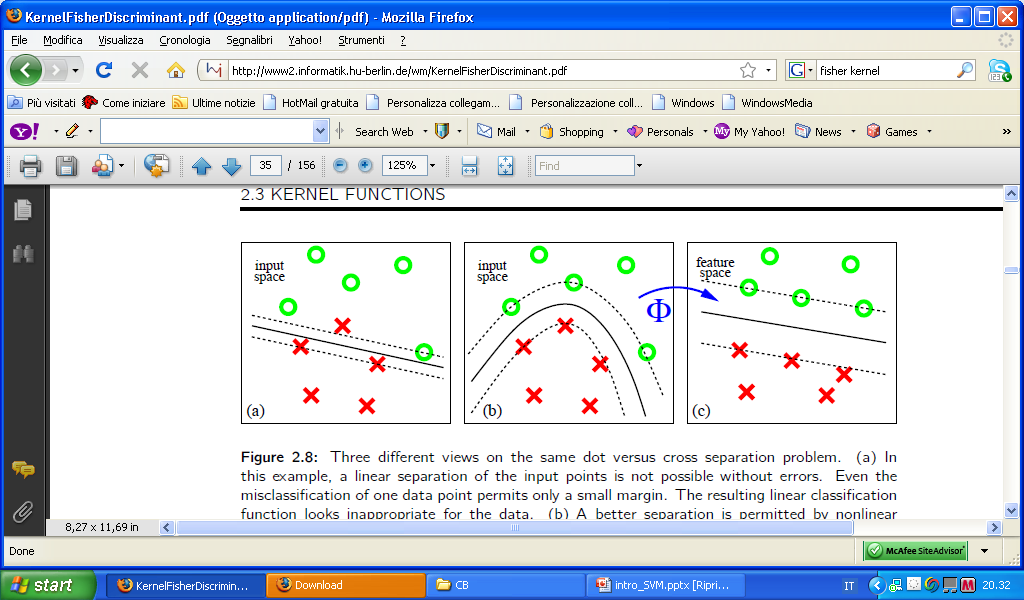 KernelFisherDiscriminant.pdf (Oggetto application/pdf) - Mozilla Firefox
File Modifica Visualizza Cronologia Segnalibri Yahoo! Strumenti ?
http://www2.informatik.hu-berlin.de/wm/KernelFisherDiscriminant.pdf G fisher kernel
Più visitati Come iniziare Ultime notizie HotMail gratuita Personalizza collegam... Personalizzazione coll... Windows WindowsMedia
Y! Search Web Mail Shopping Personals My My Yahoo! News Games »
35 / 156 125% Find
2.3 KERNEL FUNCTIONS
input
space
(a)
input
space
(b)
Φ
feature
space
(c)
Figure 2.8: Three different views on the same dot versus cross separation problem. (a) In
this example, a linear separation of the input points is not possible without errors. Even the
misclassification of one data point permits only a small margin. The resulting linear classification
function looks inappropriate for the data. (b) A better separation is permitted by nonlinear
8,27 x 11,69 in
Done McAfee SiteAdvisor
start KernelFisherDiscrimin... Download CB intro_SVM.pptx [Ripri... IT 20.32